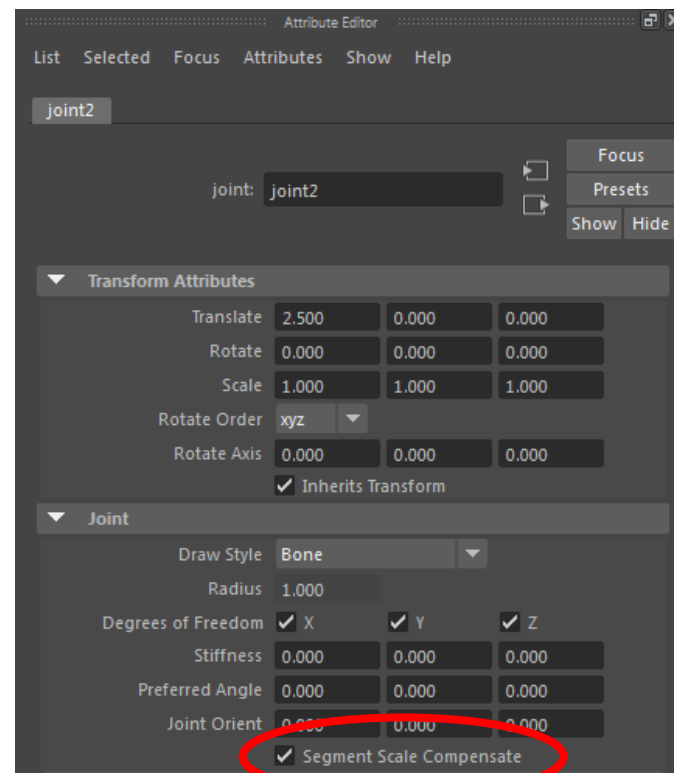 Attribute Editor
List Selected Focus Attributes Show Help
joint2
Focus
joint: joint2
Presets
Show Hide
Transform Attributes
Translate 2.500 0.000 0.000
Rotate 0.000 0.000 0.000
Scale 1.000 1.000 1.000
Rotate Order xyz
Rotate Axis 0.000 0.000 0.000
Inherits Transform
Joint
Draw Style Bone
Radius 1.000
Degrees of Freedom X Y Z
Stiffness 0.000 0.000 0.000
Preferred Angle 0.000 0.000 0.000
Joint Orient 0.000 0.000 0.000
Segment Scale Compensate